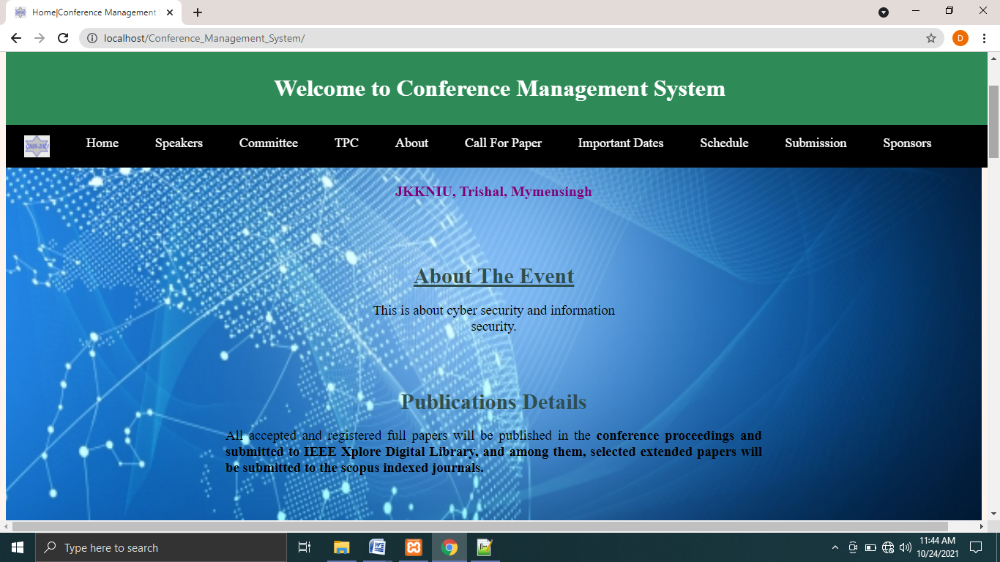 Home|Conference Management
localhost/Conference_Management_System/
D
Welcome to Conference Management System
Home Speakers Committee TPC About Call For Paper Important Dates Schedule Submission Sponsors
JKKNIU, Trishal, Mymensingh
About The Event
This is about cyber security and information
security.
Publications Details
All accepted and registered full papers will be published in the conference proceedings and
submitted to IEEE Xplore Digital Library, and among them, selected extended papers will
be submitted to the scopus indexed journals.
Type here to search
11:44 AM
10/24/2021